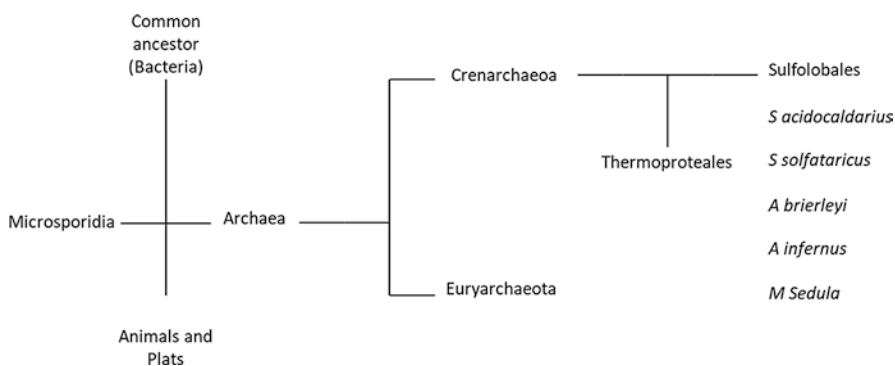 Common
ancestor
(Bacteria)
Crenarchaeoa
Sulfolobales
S acidocaldarius
Thermoproteales
S solfataricus
A brierleyi
Microsporidia
Archaea
A infernus
Euryarchaeota
M Sedula
Animals and
Plats